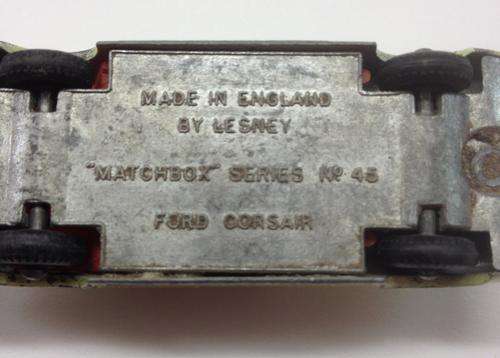 MADE IN ENGLAND
BY LESNEY
"MATCHBOX" SERIES Nº 45
FORD CORSAIR